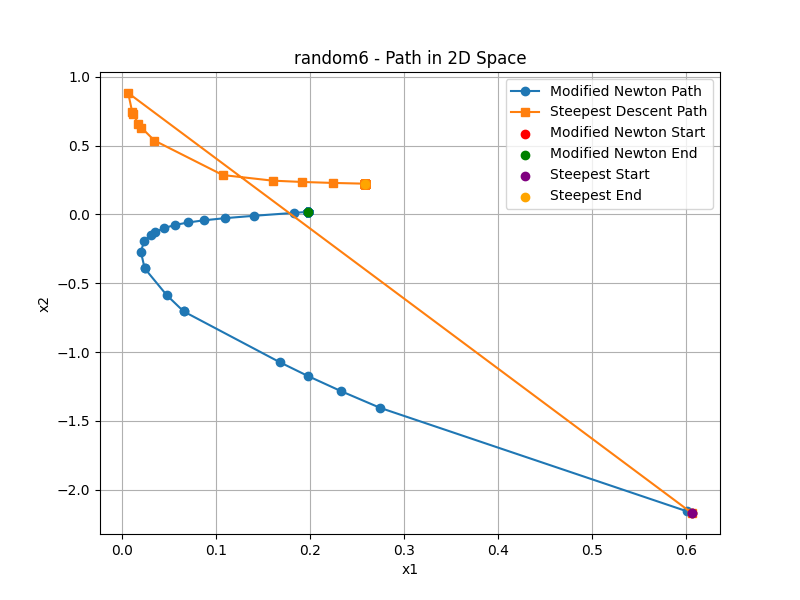 random6 - Path in 2D Space
Modified Newton Path
Steepest Descent Path
Modified Newton Start
Modified Newton End
Steepest Start
Steepest End
1.0
0.5
0.0
−0.5
−1.0
−1.5
−2.0
x2
0.0 0.1 0.2 0.3 0.4 0.5 0.6
x1